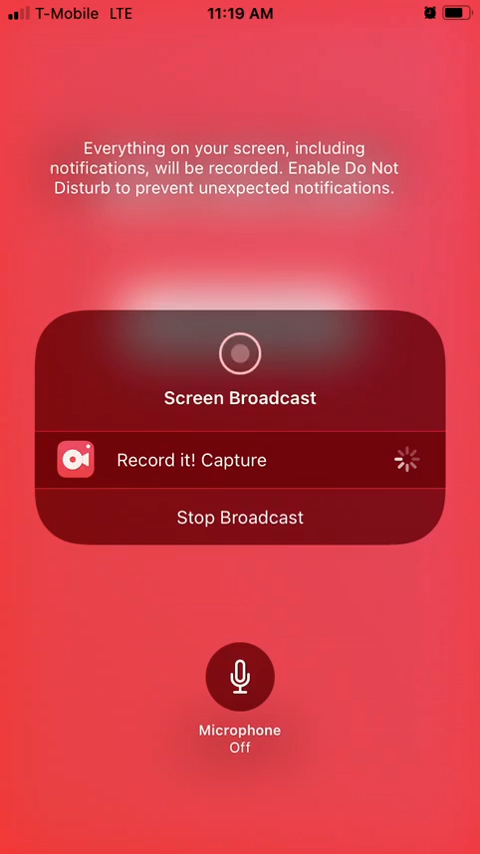 T-Mobile LTE 11:19 AM
Everything on your screen, including
notifications, will be recorded. Enable Do Not
Disturb to prevent unexpected notifications.
Screen Broadcast
Record it! Capture
Stop Broadcast
Microphone
Off